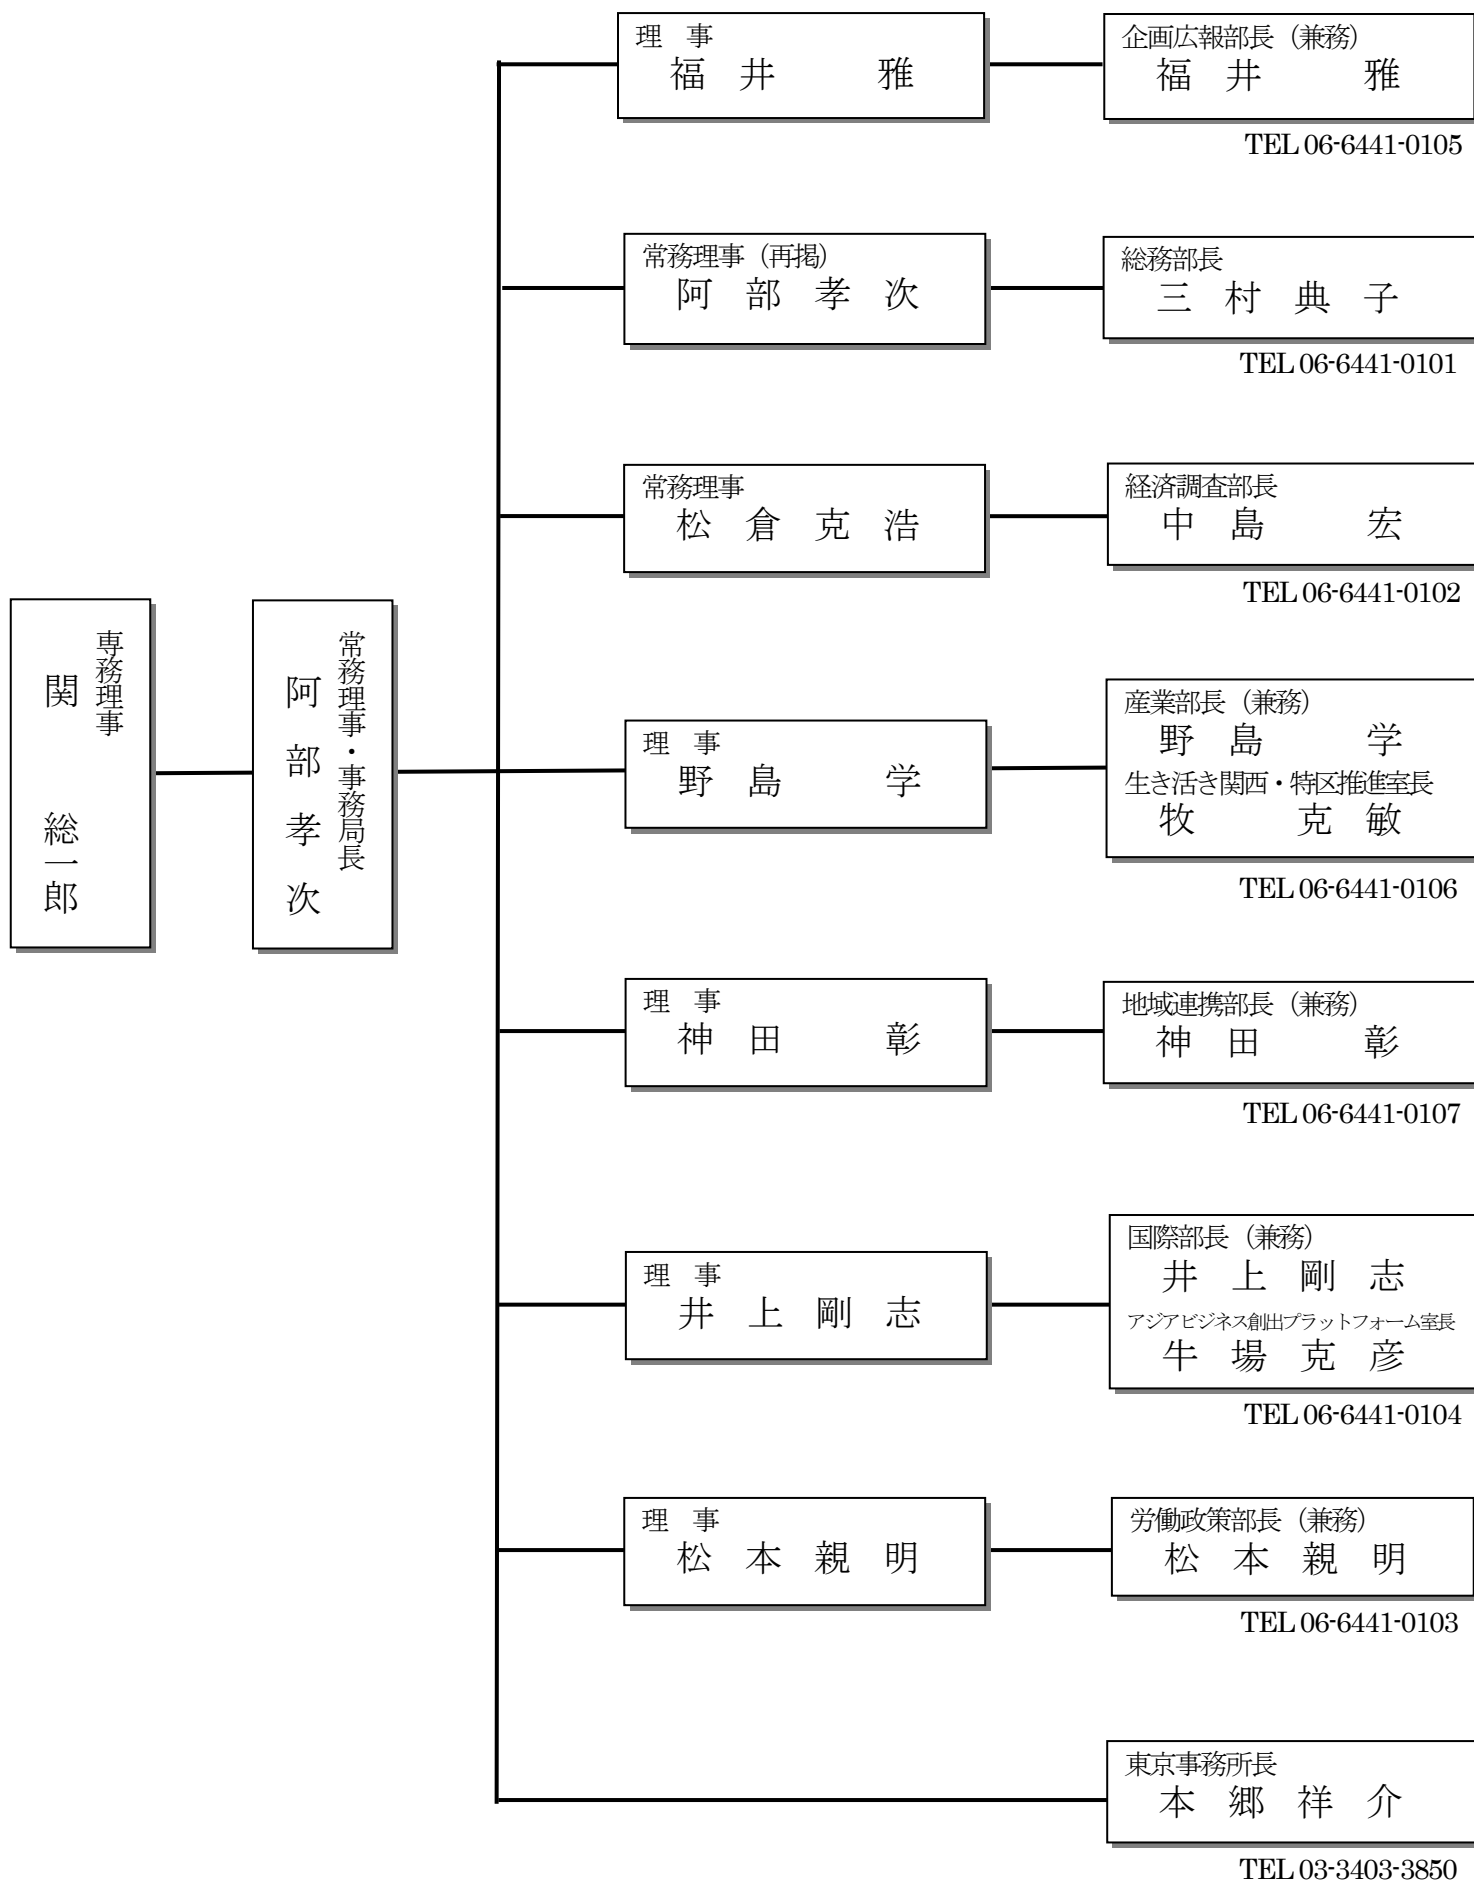 専務理事
関　総一郎
常務理事・事務局長
阿部孝次
理　事
福井　雅
企画広報部長（兼務）
福井　雅
TEL 06-6441-0105
常務理事（再掲）
阿部孝次
総務部長
三村典子
TEL 06-6441-0101
常務理事
松倉克浩
経済調査部長
中島　宏
TEL 06-6441-0102
理　事
野島　学
産業部長（兼務）
野島　学
生き活き関西・特区推進室長
牧　克敏
TEL 06-6441-0106
理　事
神田　彰
地域連携部長（兼務）
神田　彰
TEL 06-6441-0107
理　事
井上剛志
国際部長（兼務）
井上剛志
アジアビジネス創出プラットフォーム室長
牛場克彦
TEL 06-6441-0104
理　事
松本親明
労働政策部長（兼務）
松本親明
TEL 06-6441-0103
東京事務所長
本郷祥介
TEL 03-3403-3850